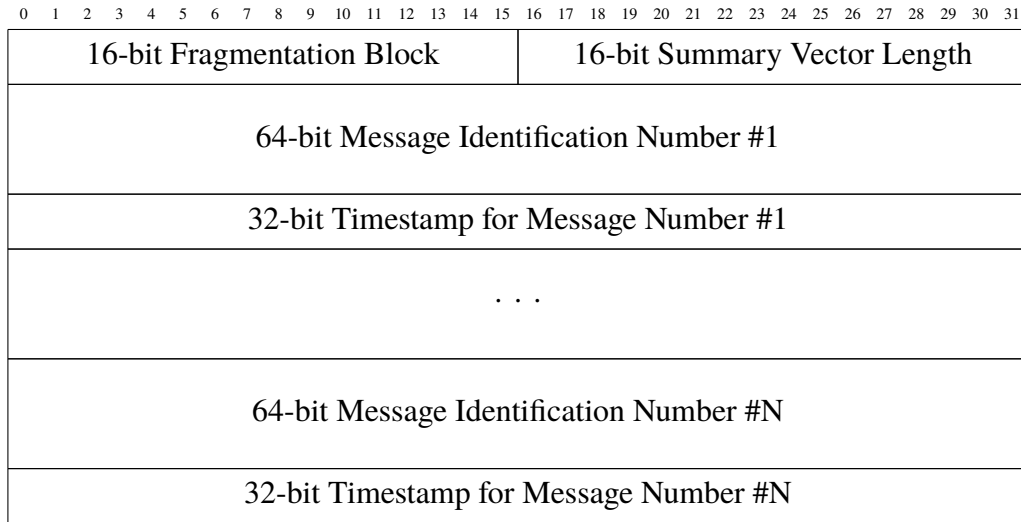 0 1 2 3 4 5 6 7 8 9 10 11 12 13 14 15 16 17 18 19 20 21 22 23 24 25 26 27 28 29 30 31
16-bit Fragmentation Block 16-bit Summary Vector Length
64-bit Message Identification Number #1
32-bit Timestamp for Message Number #1
. . .
64-bit Message Identification Number #N
32-bit Timestamp for Message Number #N